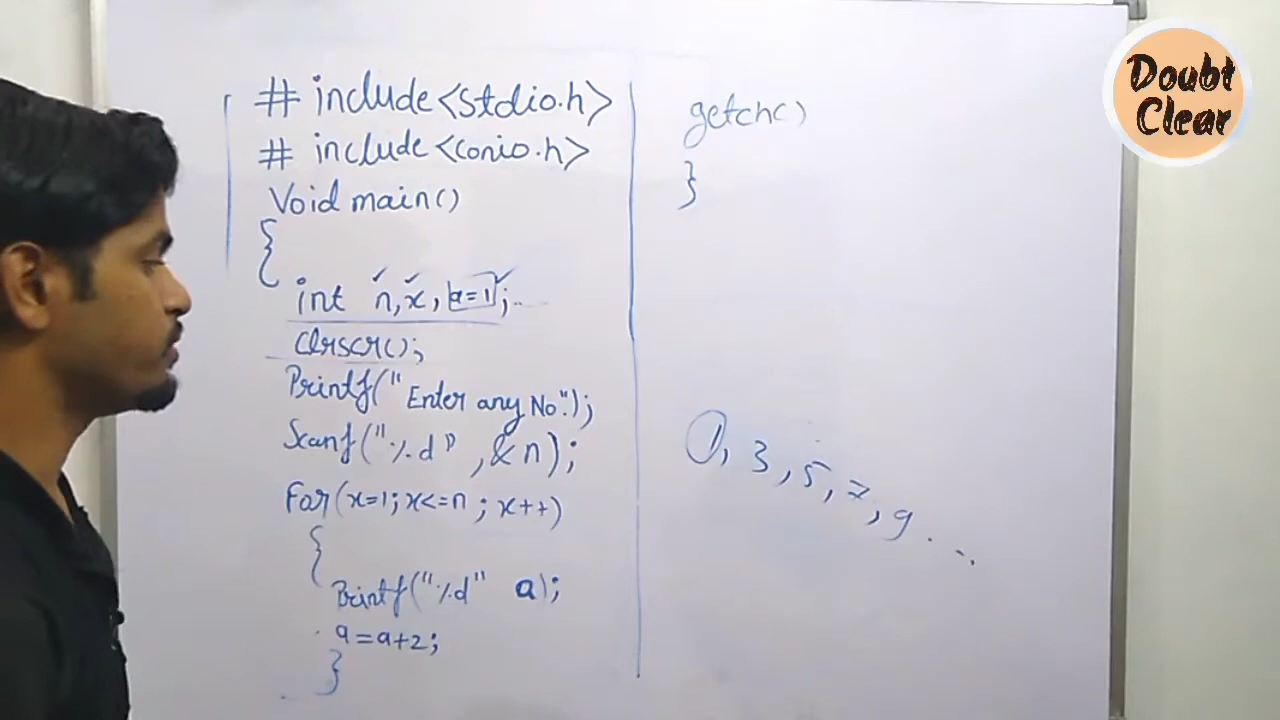 # include<stdio.h>
# include<conio.h>
Void main()
{
int n,x,a=1;
Clrscr();
Printf("Enter any No:");
Scanf("%d",&n);
For(x=1;x<=n;x++)
{
Printf("%d" a);
a=a+2;
}
getch()
}
1,3,5,7,9...
Doubt
Clear